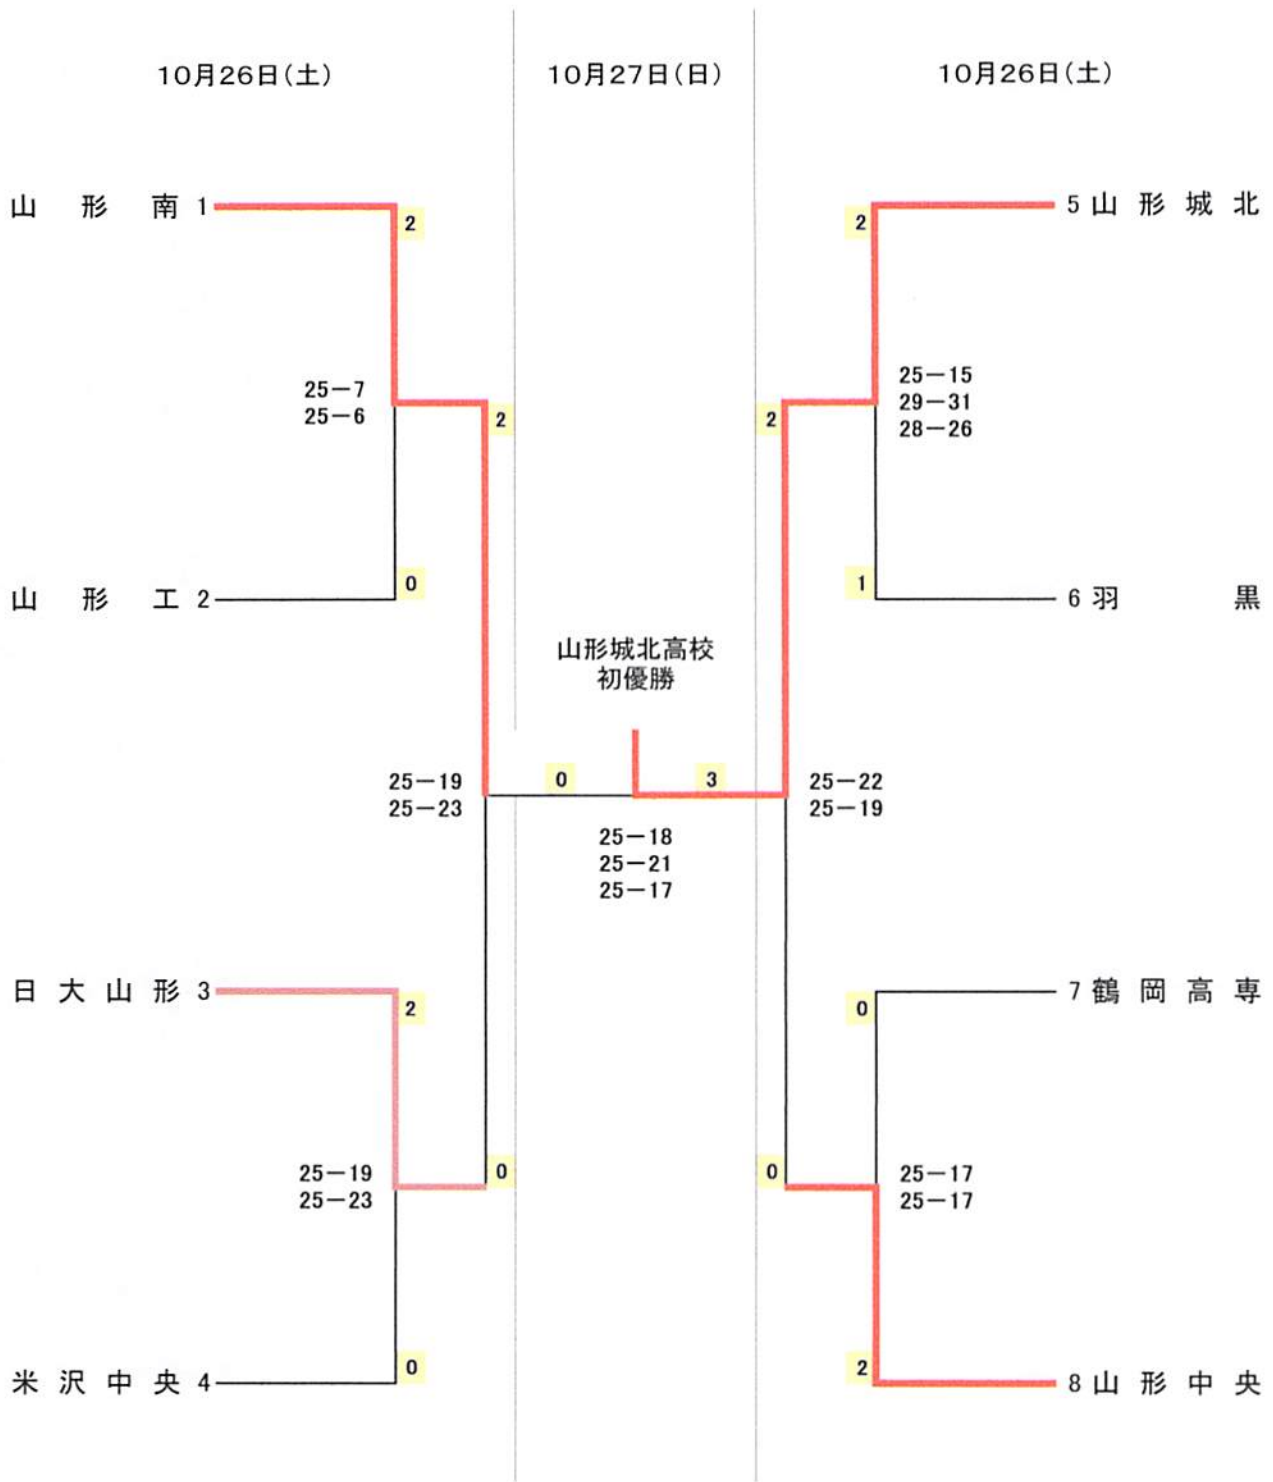 10月26日(土)
10月27日(日)
10月26日(土)
山形南 1
2
2
5 山形城北
25-7
25-6
2
2
25-15
29-31
28-26
山形工 2
0
1
6 羽黒
山形城北高校
初優勝
25-19
25-23
0
3
25-22
25-19
25-18
25-21
25-17
日大山形 3
2
0
7 鶴岡高専
25-19
25-23
0
0
25-17
25-17
米沢中央 4
0
2
8 山形中央